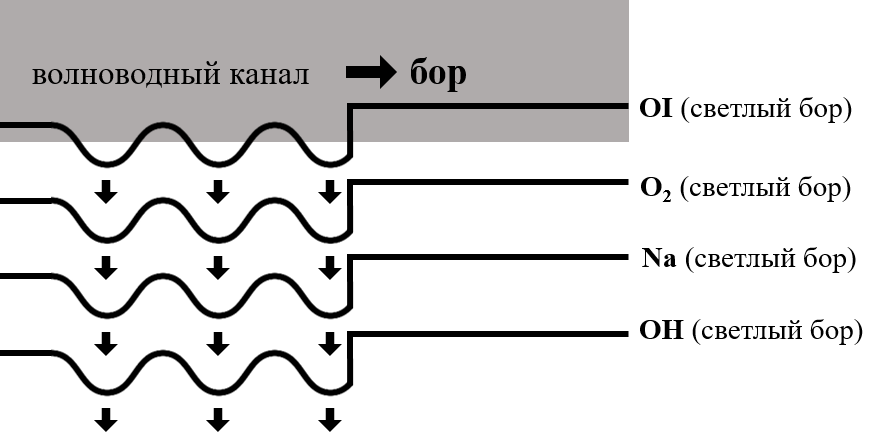 волноводный канал
бор
OI (светлый бор)
O₂ (светлый бор)
Na (светлый бор)
OH (светлый бор)